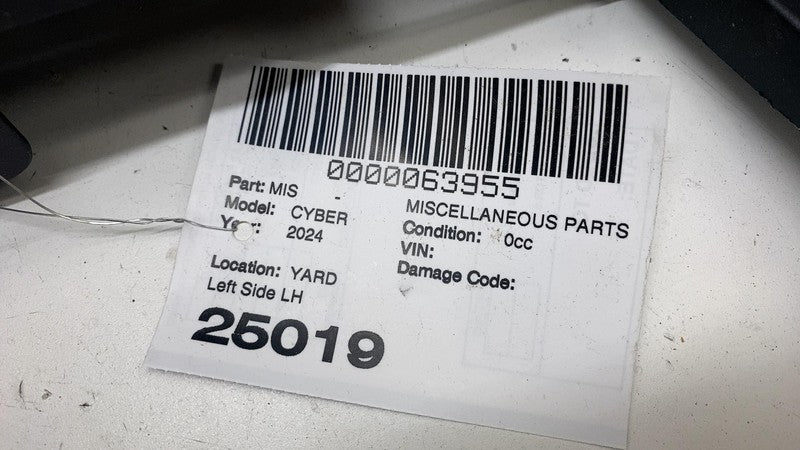 0000063955
Part: MIS -
MISCELLANEOUS PARTS
Model: CYBER
Condition: 0cc
Year: 2024
VIN:
Location: YARD
Damage Code:
Left Side LH
25019